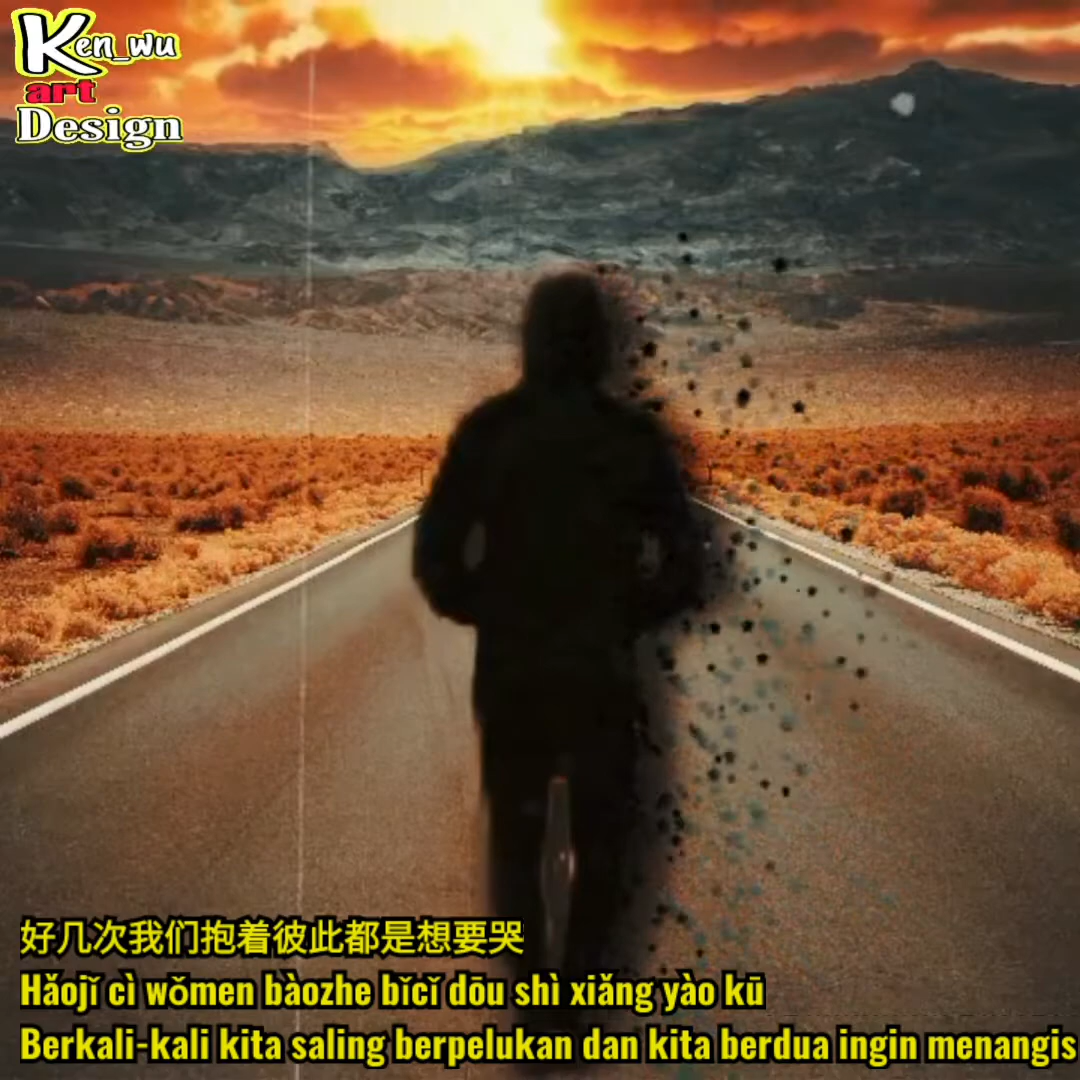 Ken_wu
art
Design
好几次我们抱着彼此都是想要哭
Hǎojǐ cì wǒmen bàozhe bǐcǐ dōu shì xiǎng yào kū
Berkali-kali kita saling berpelukan dan kita berdua ingin menangis